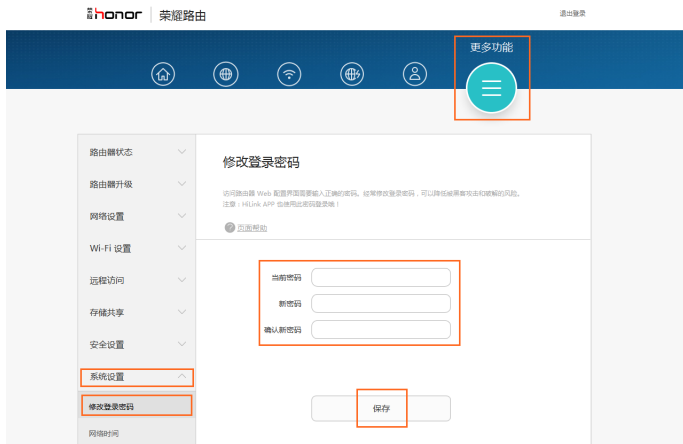 荣耀 honor 荣耀路由
退出登录
更多功能
路由器状态
路由器升级
网络设置
Wi-Fi 设置
远程访问
存储共享
安全设置
系统设置
修改登录密码
网络时间
修改登录密码
访问路由器 Web 配置界面需要输入正确的密码。经常修改登录密码，可以降低被黑客攻击和破解的风险。
注意：HiLink APP 也使用此密码登录哦！
? 页面帮助
当前密码
新密码
确认新密码
保存